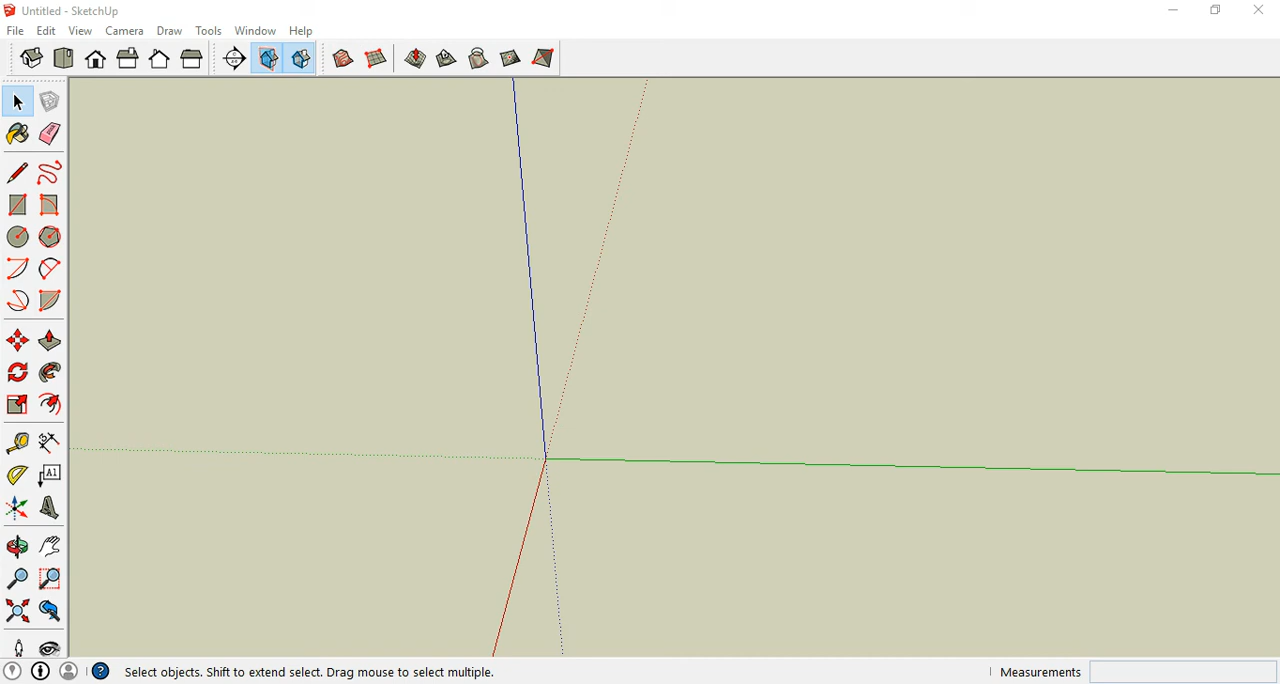 Untitled - SketchUp
File Edit View Camera Draw Tools Window Help
A1
Select objects. Shift to extend select. Drag mouse to select multiple.
Measurements